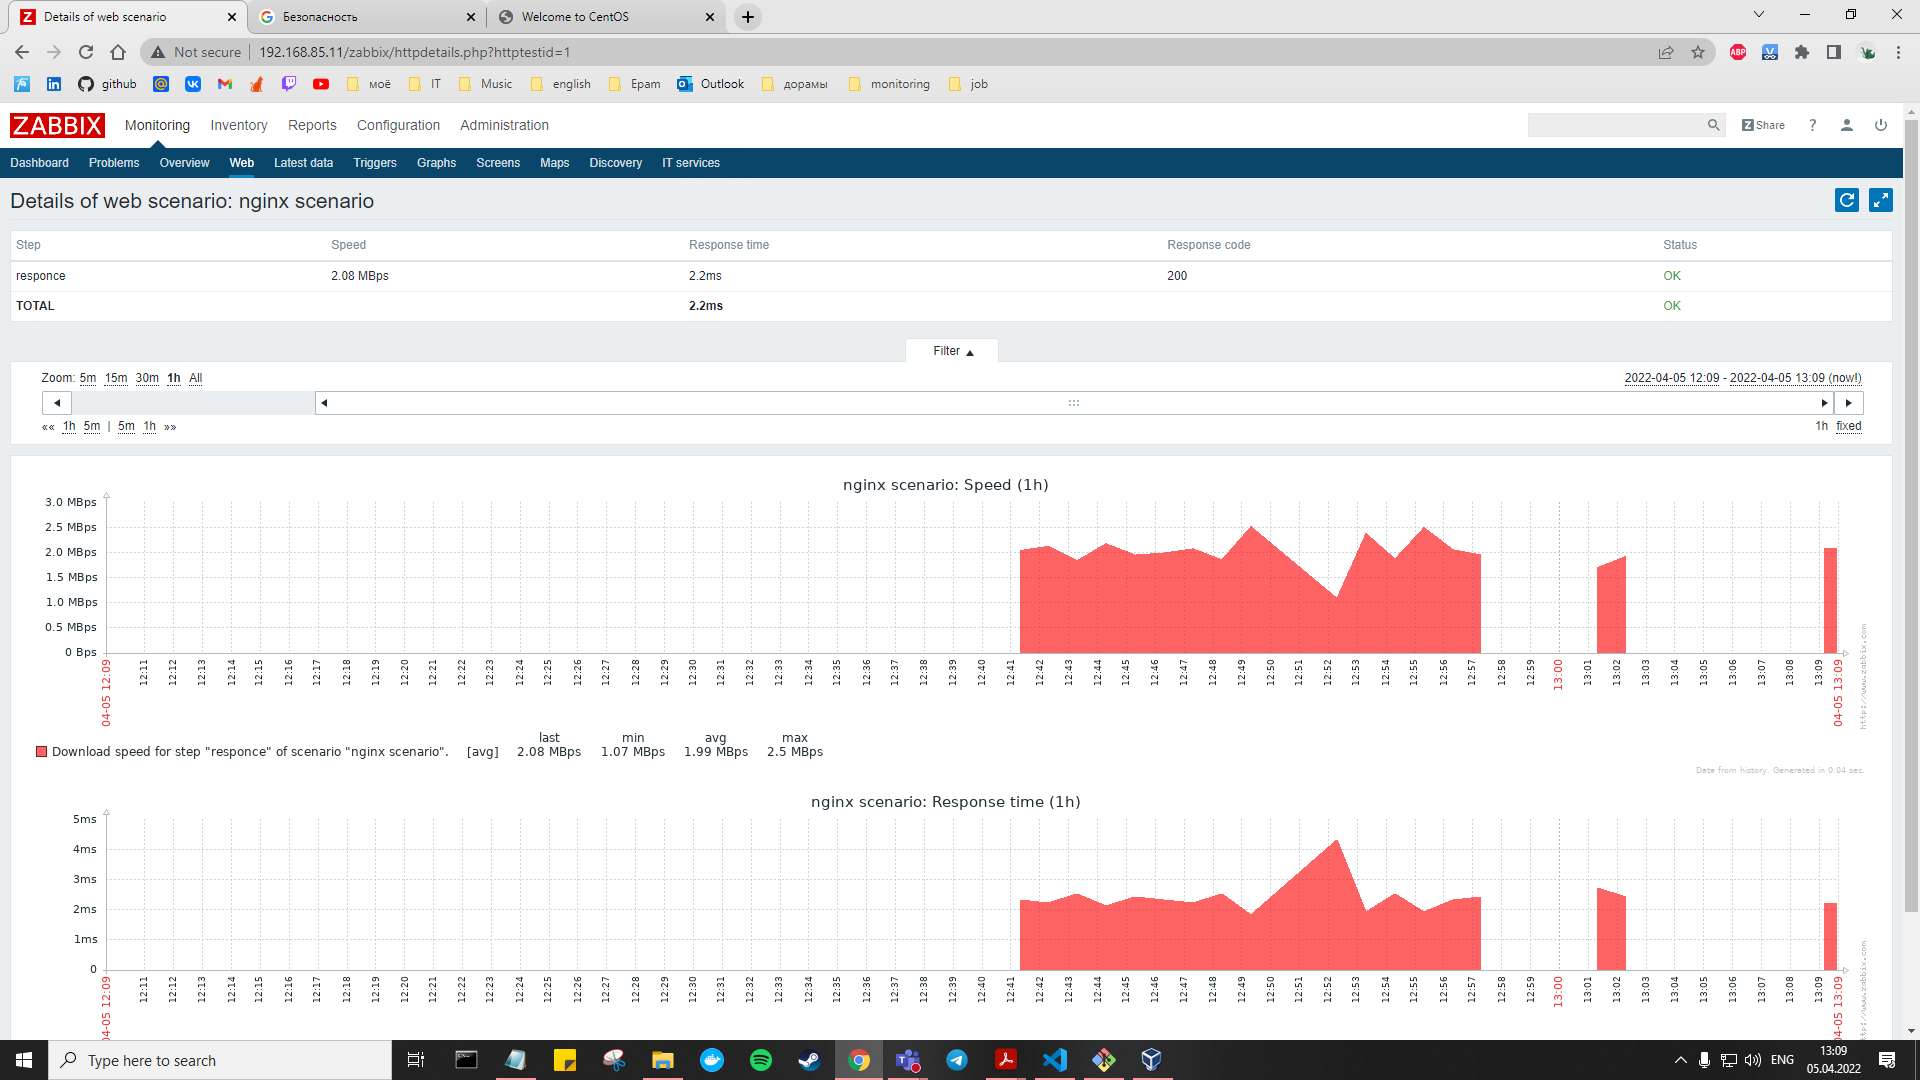 Details of web scenario
Безопасность
Welcome to CentOS
Not secure
192.168.85.11/zabbix/httpdetails.php?httptestid=1
ABP
github
моё
IT
Music
english
Epam
Outlook
дорамы
monitoring
job
ZABBIX
Monitoring
Inventory
Reports
Configuration
Administration
Z Share
?
Dashboard
Problems
Overview
Web
Latest data
Triggers
Graphs
Screens
Maps
Discovery
IT services
Details of web scenario: nginx scenario
Step Speed Response time Response code Status
responce 2.08 MBps 2.2ms 200 OK
TOTAL 2.2ms OK
Filter ▲
Zoom: 5m 15m 30m 1h All
2022-04-05 12:09 - 2022-04-05 13:09 (now!)
«« 1h 5m | 5m 1h »»
1h fixed
nginx scenario: Speed (1h)
3.0 MBps
2.5 MBps
2.0 MBps
1.5 MBps
1.0 MBps
0.5 MBps
0 Bps
04-05 12:09 12:11 12:12 12:13 12:14 12:15 12:16 12:17 12:18 12:19 12:20 12:21 12:22 12:23 12:24 12:25 12:26 12:27 12:28 12:29 12:30 12:31 12:32 12:33 12:34 12:35 12:36 12:37 12:38 12:39 12:40 12:41 12:42 12:43 12:44 12:45 12:46 12:47 12:48 12:49 12:50 12:51 12:52 12:53 12:54 12:55 12:56 12:57 12:58 12:59 13:00 13:01 13:02 13:03 13:04 13:05 13:06 13:07 13:08 13:09 04-05 13:09
http://www.zabbix.com
last min avg max
Download speed for step "responce" of scenario "nginx scenario". [avg] 2.08 MBps 1.07 MBps 1.99 MBps 2.5 MBps
Data from history. Generated in 0.04 sec.
nginx scenario: Response time (1h)
5ms
4ms
3ms
2ms
1ms
0
04-05 12:09 12:11 12:12 12:13 12:14 12:15 12:16 12:17 12:18 12:19 12:20 12:21 12:22 12:23 12:24 12:25 12:26 12:27 12:28 12:29 12:30 12:31 12:32 12:33 12:34 12:35 12:36 12:37 12:38 12:39 12:40 12:41 12:42 12:43 12:44 12:45 12:46 12:47 12:48 12:49 12:50 12:51 12:52 12:53 12:54 12:55 12:56 12:57 12:58 12:59 13:00 13:01 13:02 13:03 13:04 13:05 13:06 13:07 13:08 13:09 04-05 13:09
://www.zabbix.com
Type here to search
ENG
13:09
05.04.2022